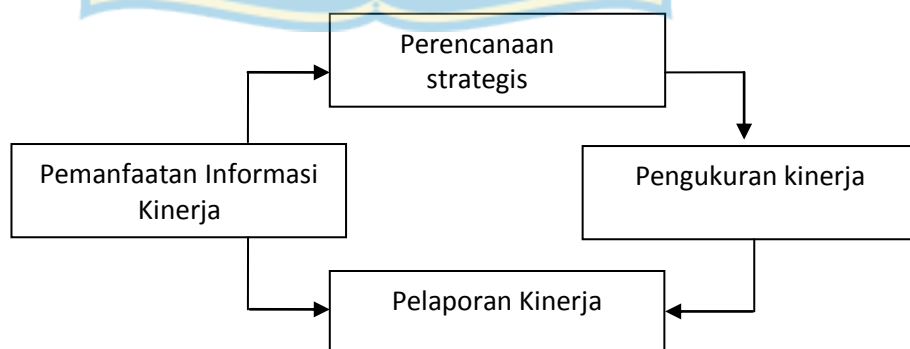 Perencanaan
strategis
Pemanfaatan Informasi
Kinerja
Pengukuran kinerja
Pelaporan Kinerja